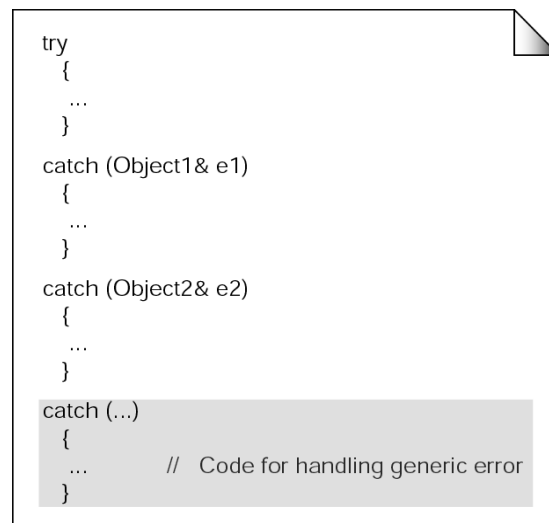 try
{
...
}
catch (Object1& e1)
{
...
}
catch (Object2& e2)
{
...
}
catch (...)
{
... // Code for handling generic error
}